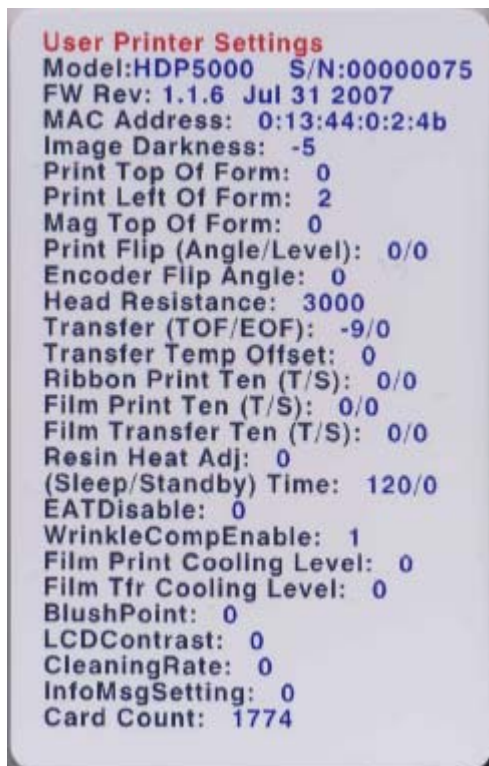 User Printer Settings
Model:HDP5000 S/N:00000075
FW Rev: 1.1.6 Jul 31 2007
MAC Address: 0:13:44:0:2:4b
Image Darkness: -5
Print Top Of Form: 0
Print Left Of Form: 2
Mag Top Of Form: 0
Print Flip (Angle/Level): 0/0
Encoder Flip Angle: 0
Head Resistance: 3000
Transfer (TOF/EOF): -9/0
Transfer Temp Offset: 0
Ribbon Print Ten (T/S): 0/0
Film Print Ten (T/S): 0/0
Film Transfer Ten (T/S): 0/0
Resin Heat Adj: 0
(Sleep/Standby) Time: 120/0
EATDisable: 0
WrinkleCompEnable: 1
Film Print Cooling Level: 0
Film Tfr Cooling Level: 0
BlushPoint: 0
LCDContrast: 0
CleaningRate: 0
InfoMsgSetting: 0
Card Count: 1774